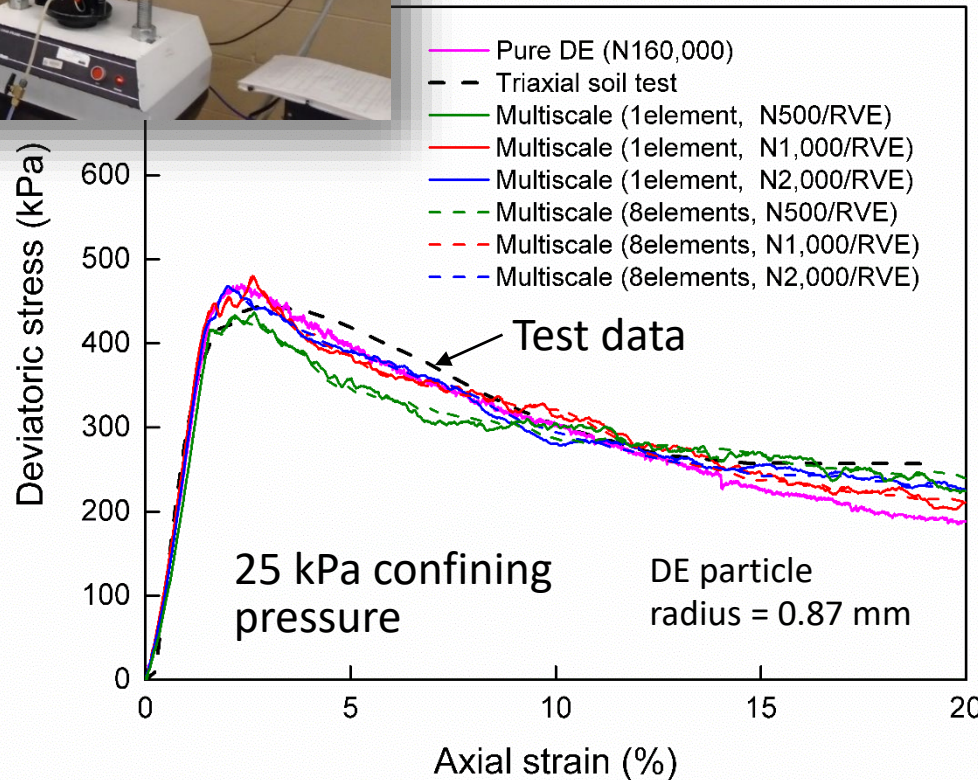 Pure DE (N160,000)
Triaxial soil test
Multiscale (1element, N500/RVE)
Multiscale (1element, N1,000/RVE)
Multiscale (1element, N2,000/RVE)
Multiscale (8elements, N500/RVE)
Multiscale (8elements, N1,000/RVE)
Multiscale (8elements, N2,000/RVE)
Deviatoric stress (kPa)
600
500
400
300
200
100
0
Test data
25 kPa confining
pressure
DE particle
radius = 0.87 mm
0 5 10 15 20
Axial strain (%)